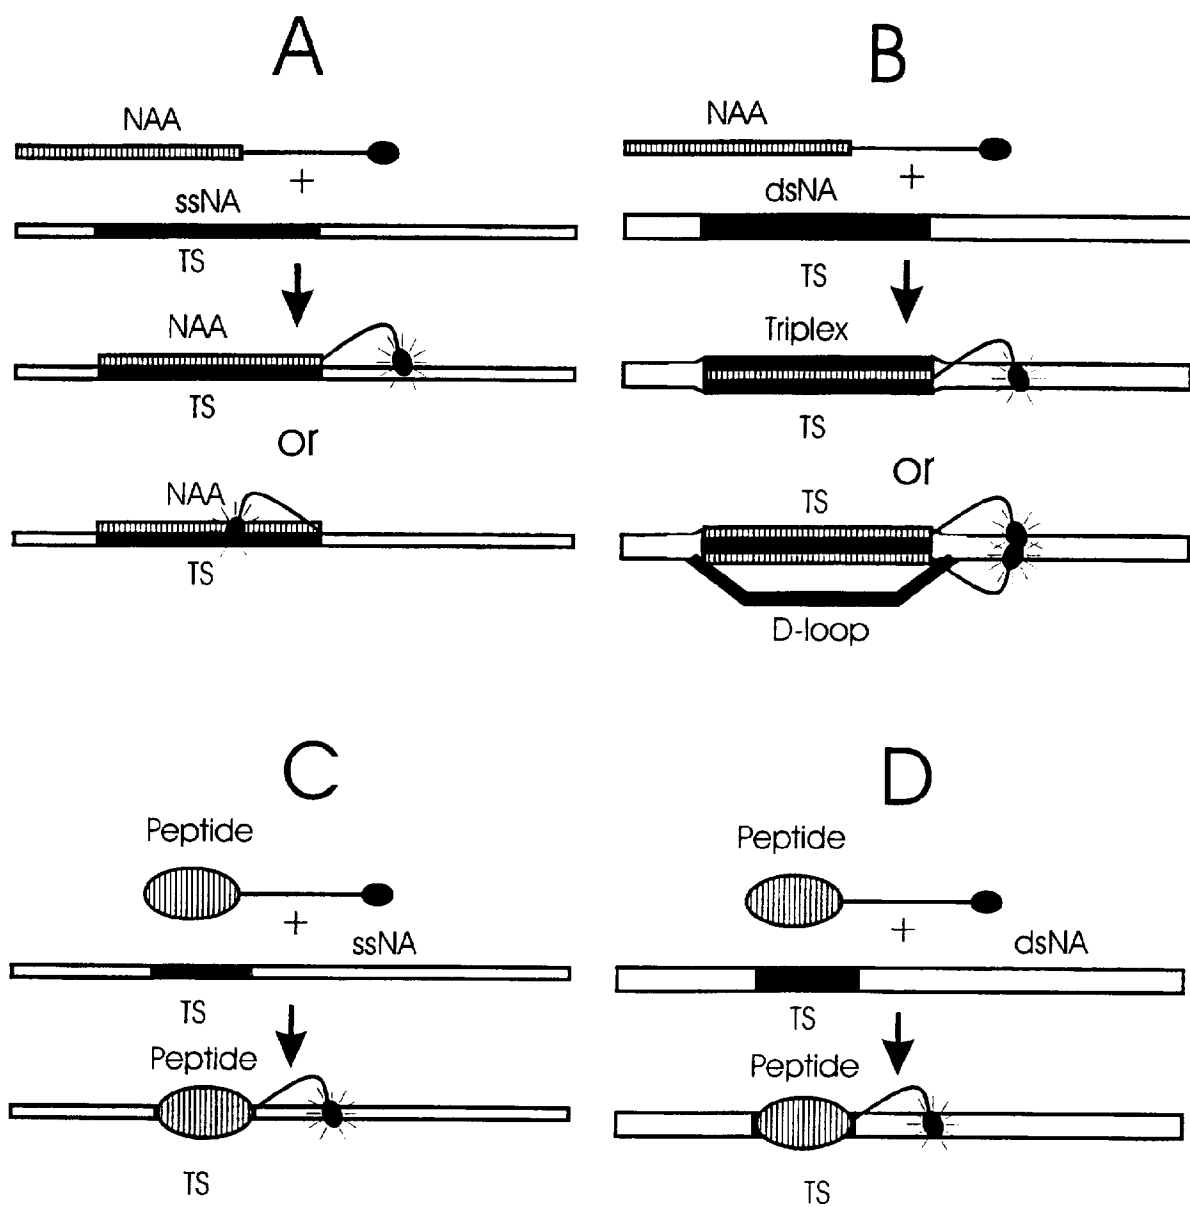 A
NAA
+
ssNA
TS
NAA
TS
or
NAA
TS
B
NAA
+
dsNA
TS
Triplex
TS
or
TS
D-loop
C
Peptide
+
ssNA
TS
Peptide
TS
D
Peptide
+
dsNA
TS
Peptide
TS